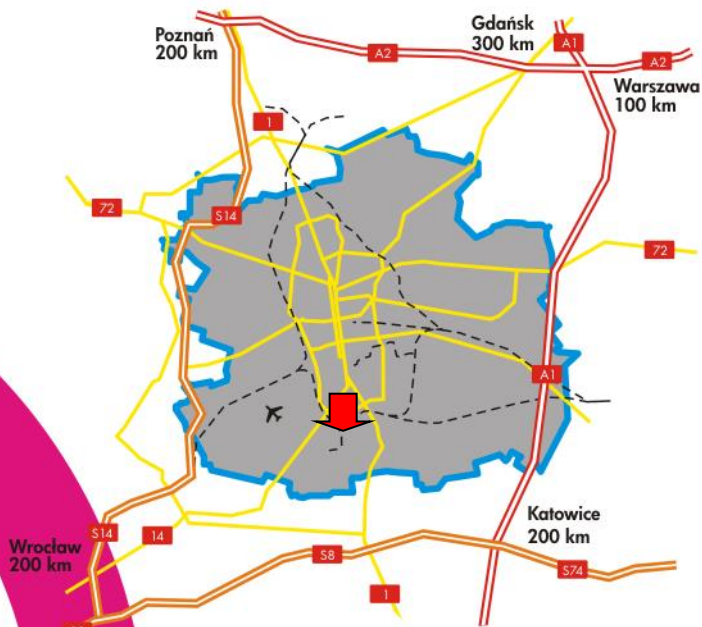 Poznań
200 km
Gdańsk
300 km
A1
A2
A2
Warszawa
100 km
1
72
S14
72
A1
Katowice
200 km
S14
14
Wrocław
200 km
S8
S74
1